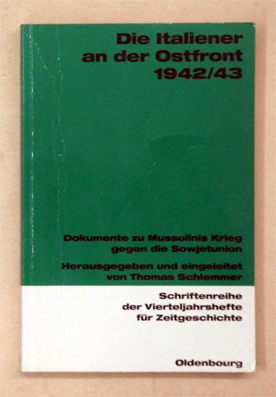 Die Italiener
an der Ostfront
1942/43
Dokumente zu Mussolinis Krieg
gegen die Sowjetunion
Herausgegeben und eingeleitet
von Thomas Schlemmer
Schriftenreihe
der Vierteljahrshefte
für Zeitgeschichte
Oldenbourg